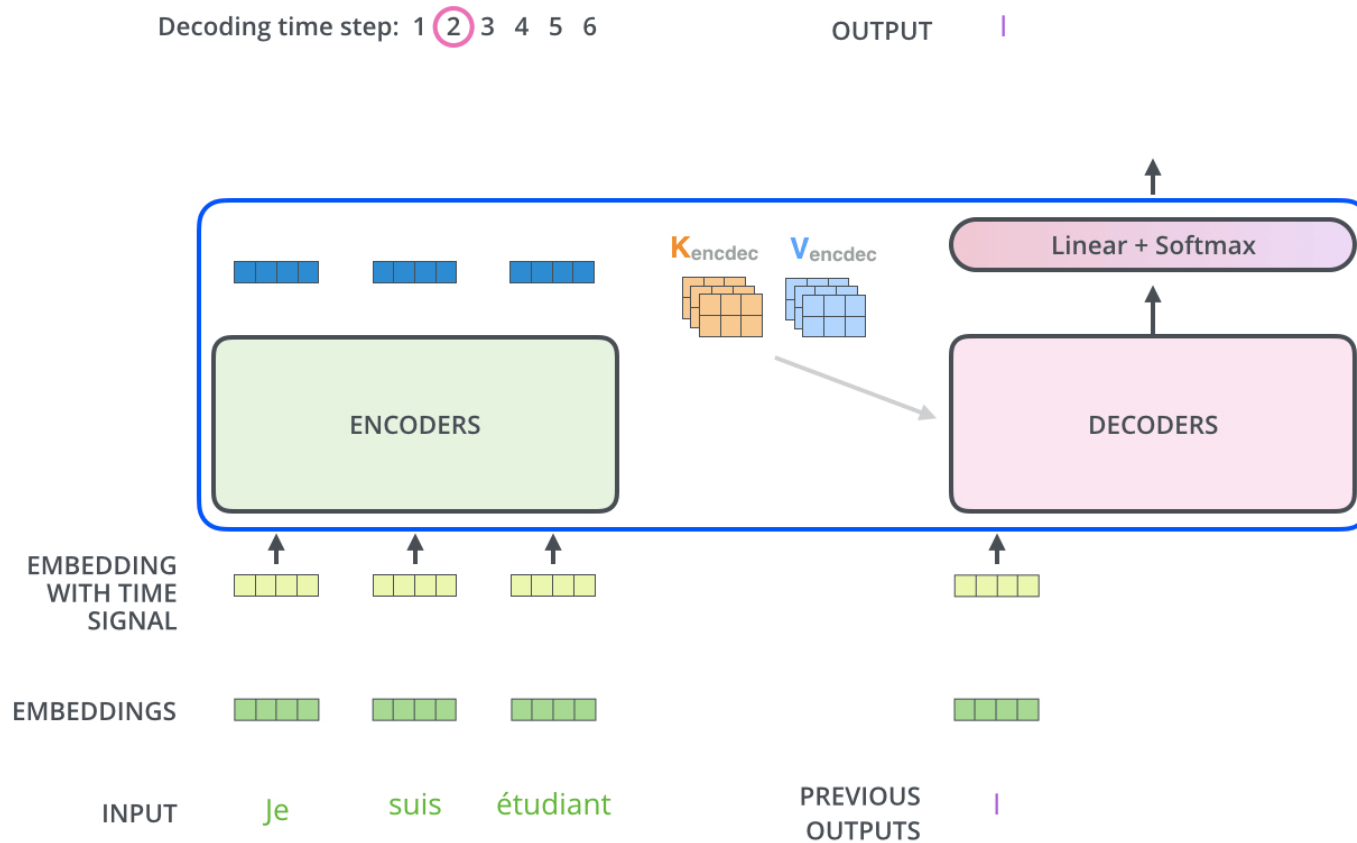 Decoding time step: 1 2 3 4 5 6
OUTPUT I
Kencdec Vencdec
Linear + Softmax
ENCODERS
DECODERS
EMBEDDING
WITH TIME
SIGNAL
EMBEDDINGS
INPUT Je suis étudiant
PREVIOUS
OUTPUTS
I